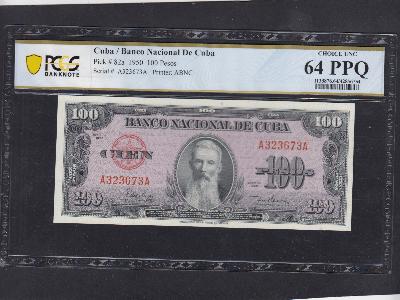 Cuba / Banco Nacional De Cuba
Pick # 82a 1950 100 Pesos
Serial # A323673A Printer: ABNC
PCGS
BANKNOTE
CHOICE UNC
64 PPQ
100 100
BANCO NACIONAL DE CUBA
A323673A
CIEN 100
A323673A
100 100